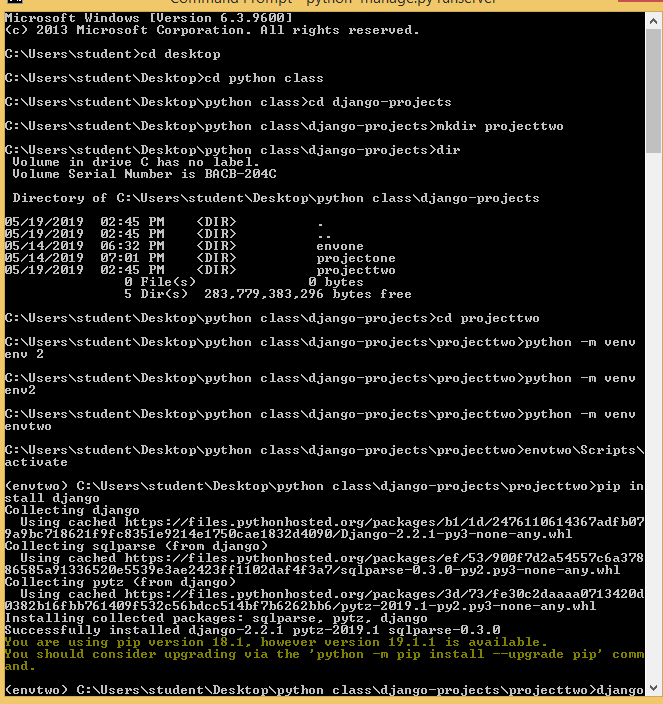 Command Prompt - python manage.py runserver
Microsoft Windows [Version 6.3.9600]
(c) 2013 Microsoft Corporation. All rights reserved.
C:\Users\student>cd desktop
C:\Users\student\Desktop>cd python class
C:\Users\student\Desktop\python class>cd django-projects
C:\Users\student\Desktop\python class\django-projects>mkdir projecttwo
C:\Users\student\Desktop\python class\django-projects>dir
 Volume in drive C has no label.
 Volume Serial Number is BACB-204C
 Directory of C:\Users\student\Desktop\python class\django-projects
05/19/2019  02:45 PM    <DIR>          .
05/19/2019  02:45 PM    <DIR>          ..
05/14/2019  06:32 PM    <DIR>          envone
05/14/2019  07:01 PM    <DIR>          projectone
05/19/2019  02:45 PM    <DIR>          projecttwo
               0 File(s)              0 bytes
               5 Dir(s)  283,779,383,296 bytes free
C:\Users\student\Desktop\python class\django-projects>cd projecttwo
C:\Users\student\Desktop\python class\django-projects\projecttwo>python -m venv
env 2
C:\Users\student\Desktop\python class\django-projects\projecttwo>python -m venv
env2
C:\Users\student\Desktop\python class\django-projects\projecttwo>python -m venv
envtwo
C:\Users\student\Desktop\python class\django-projects\projecttwo>envtwo\Scripts\
activate
(envtwo) C:\Users\student\Desktop\python class\django-projects\projecttwo>pip in
stall django
Collecting django
  Using cached https://files.pythonhosted.org/packages/b1/1d/2476110614367adfb07
9a9bc718621f9fc8351e9214e1750cae1832d4090/Django-2.2.1-py3-none-any.whl
Collecting sqlparse (from django)
  Using cached https://files.pythonhosted.org/packages/ef/53/900f7d2a54557c6a378
86585a91336520e5539e3ae2423ff1102daf4f3a7/sqlparse-0.3.0-py2.py3-none-any.whl
Collecting pytz (from django)
  Using cached https://files.pythonhosted.org/packages/3d/73/fe30c2daaaa0713420d
0382b16fbb761409f532c56bdcc514bf7b6262bb6/pytz-2019.1-py2.py3-none-any.whl
Installing collected packages: sqlparse, pytz, django
Successfully installed django-2.2.1 pytz-2019.1 sqlparse-0.3.0
You are using pip version 18.1, however version 19.1.1 is available.
You should consider upgrading via the 'python -m pip install --upgrade pip' comm
and.
(envtwo) C:\Users\student\Desktop\python class\django-projects\projecttwo>django